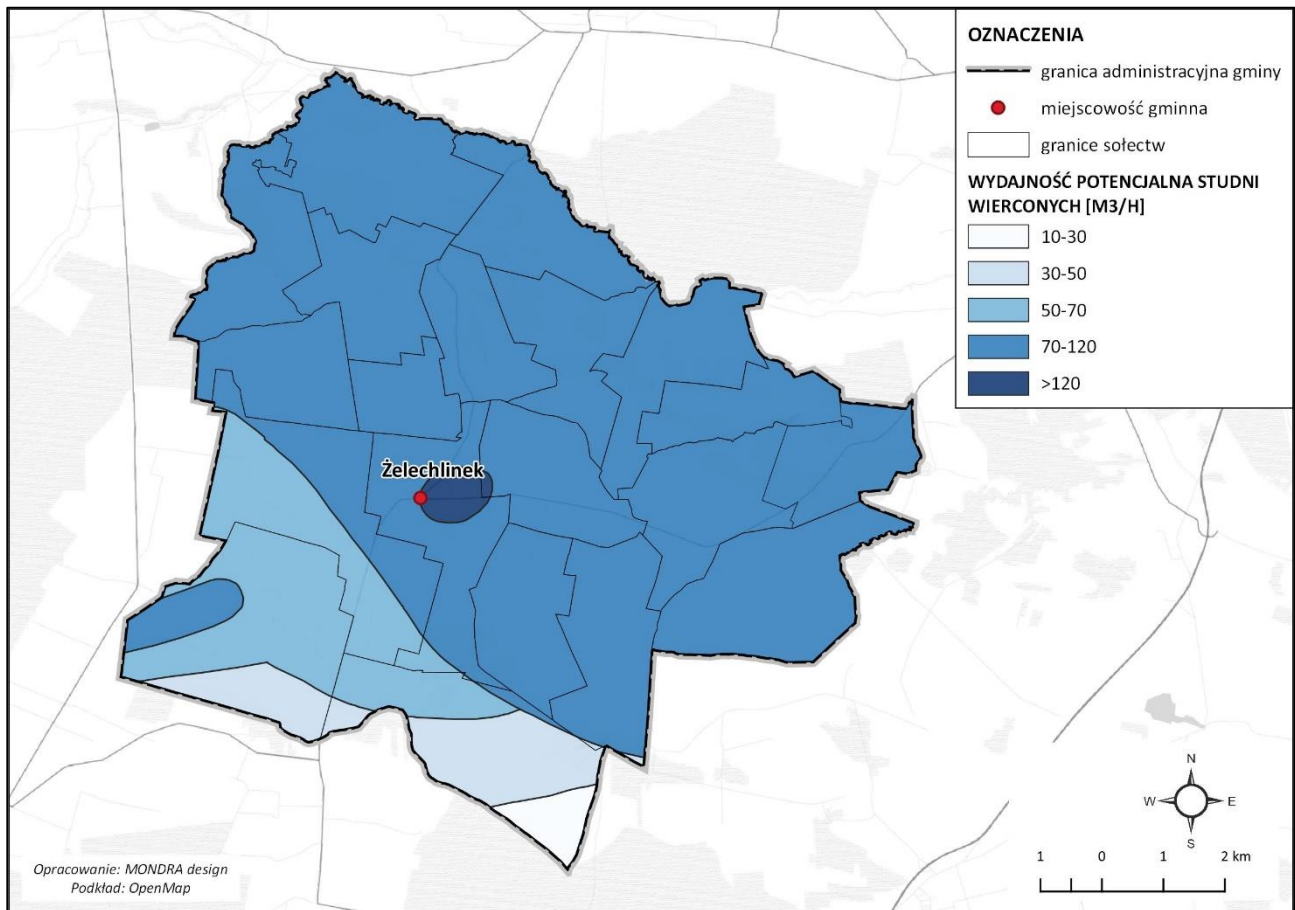 OZNACZENIA
granica administracyjna gminy
miejscowość gminna
granice sołectw
WYDAJNOŚĆ POTENCJALNA STUDNI
WIERCONYCH [M3/H]
10-30
30-50
50-70
70-120
>120
Żelechlinek
N
W E
S
1 0 1 2 km
Opracowanie: MONDRA design
Podkład: OpenMap